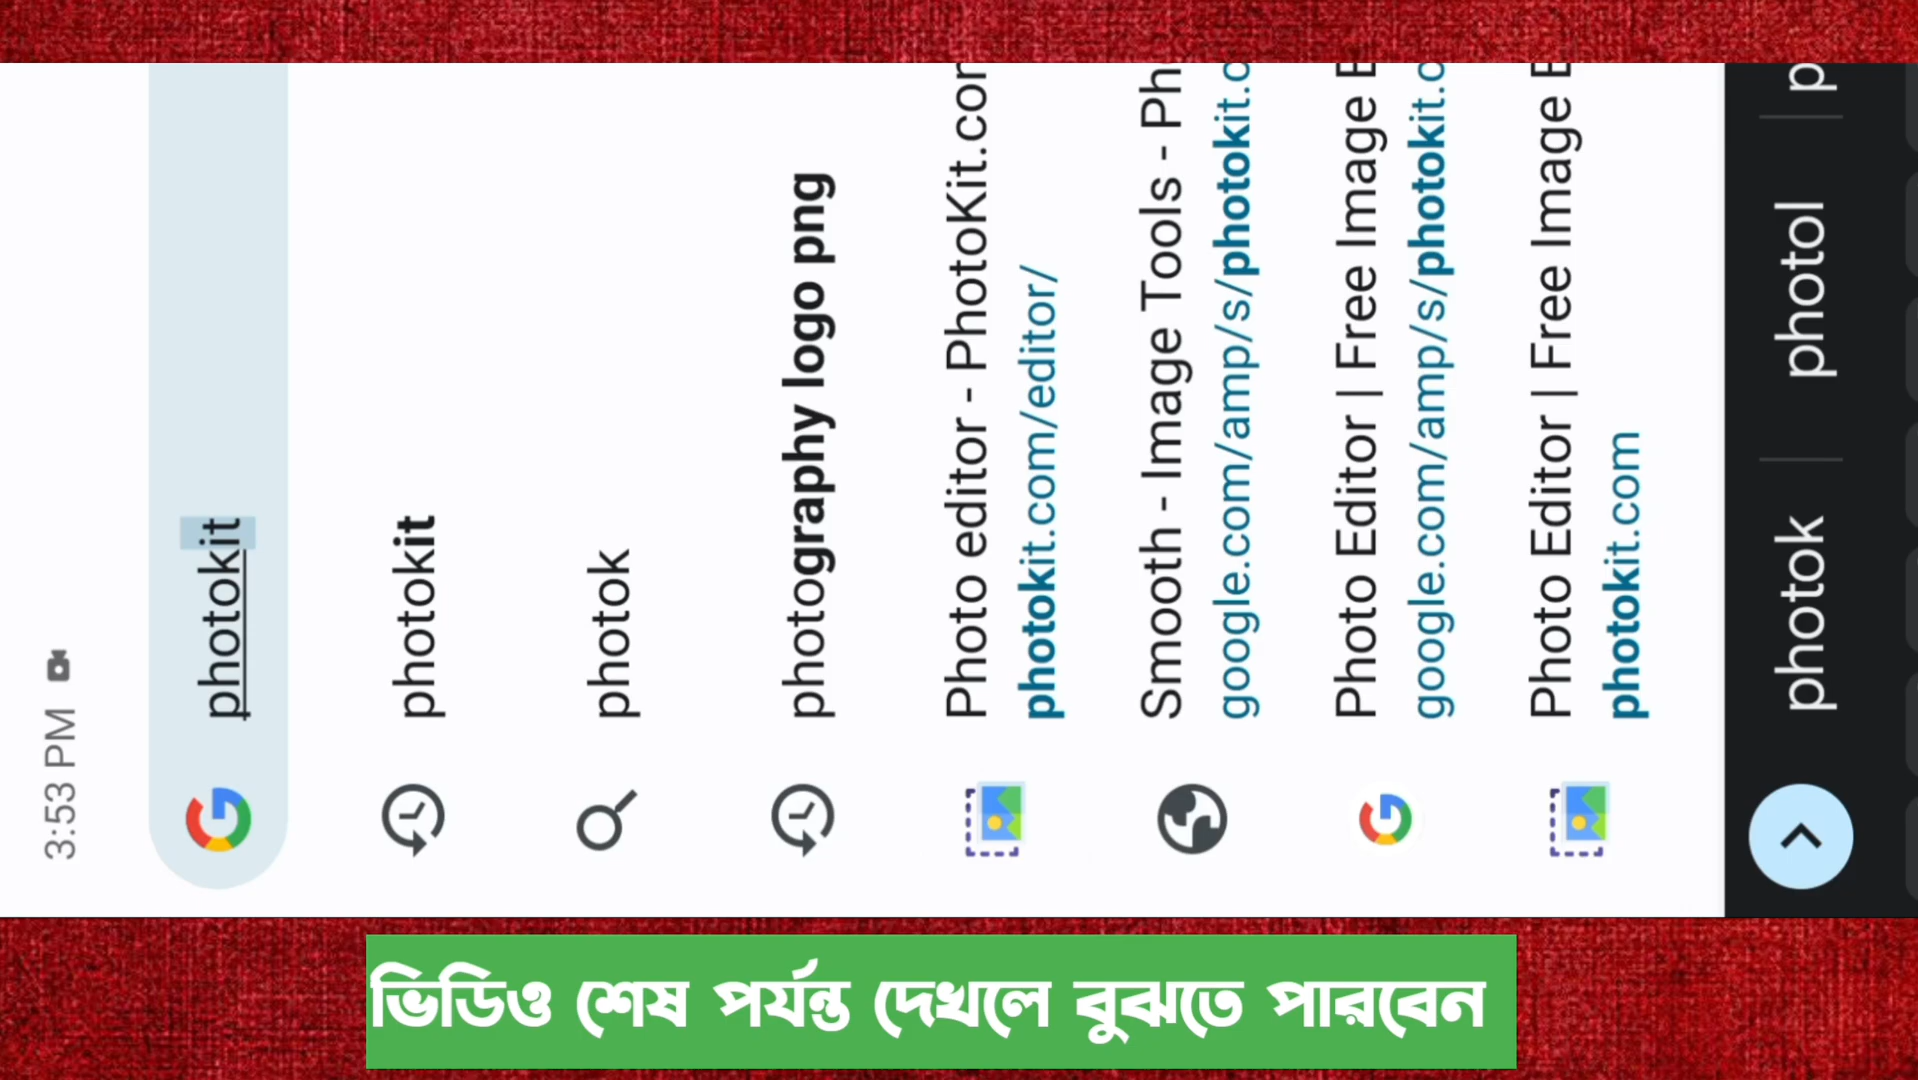 3:53 PM
photokit
photokit
photok
photography logo png
Photo editor - PhotoKit.com
photokit.com/editor/
Smooth - Image Tools - Ph
google.com/amp/s/photokit.c
Photo Editor | Free Image E
google.com/amp/s/photokit.c
Photo Editor | Free Image E
photokit.com
photok | photol | p
ভিডিও শেষ পর্যন্ত দেখলে বুঝতে পারবেন